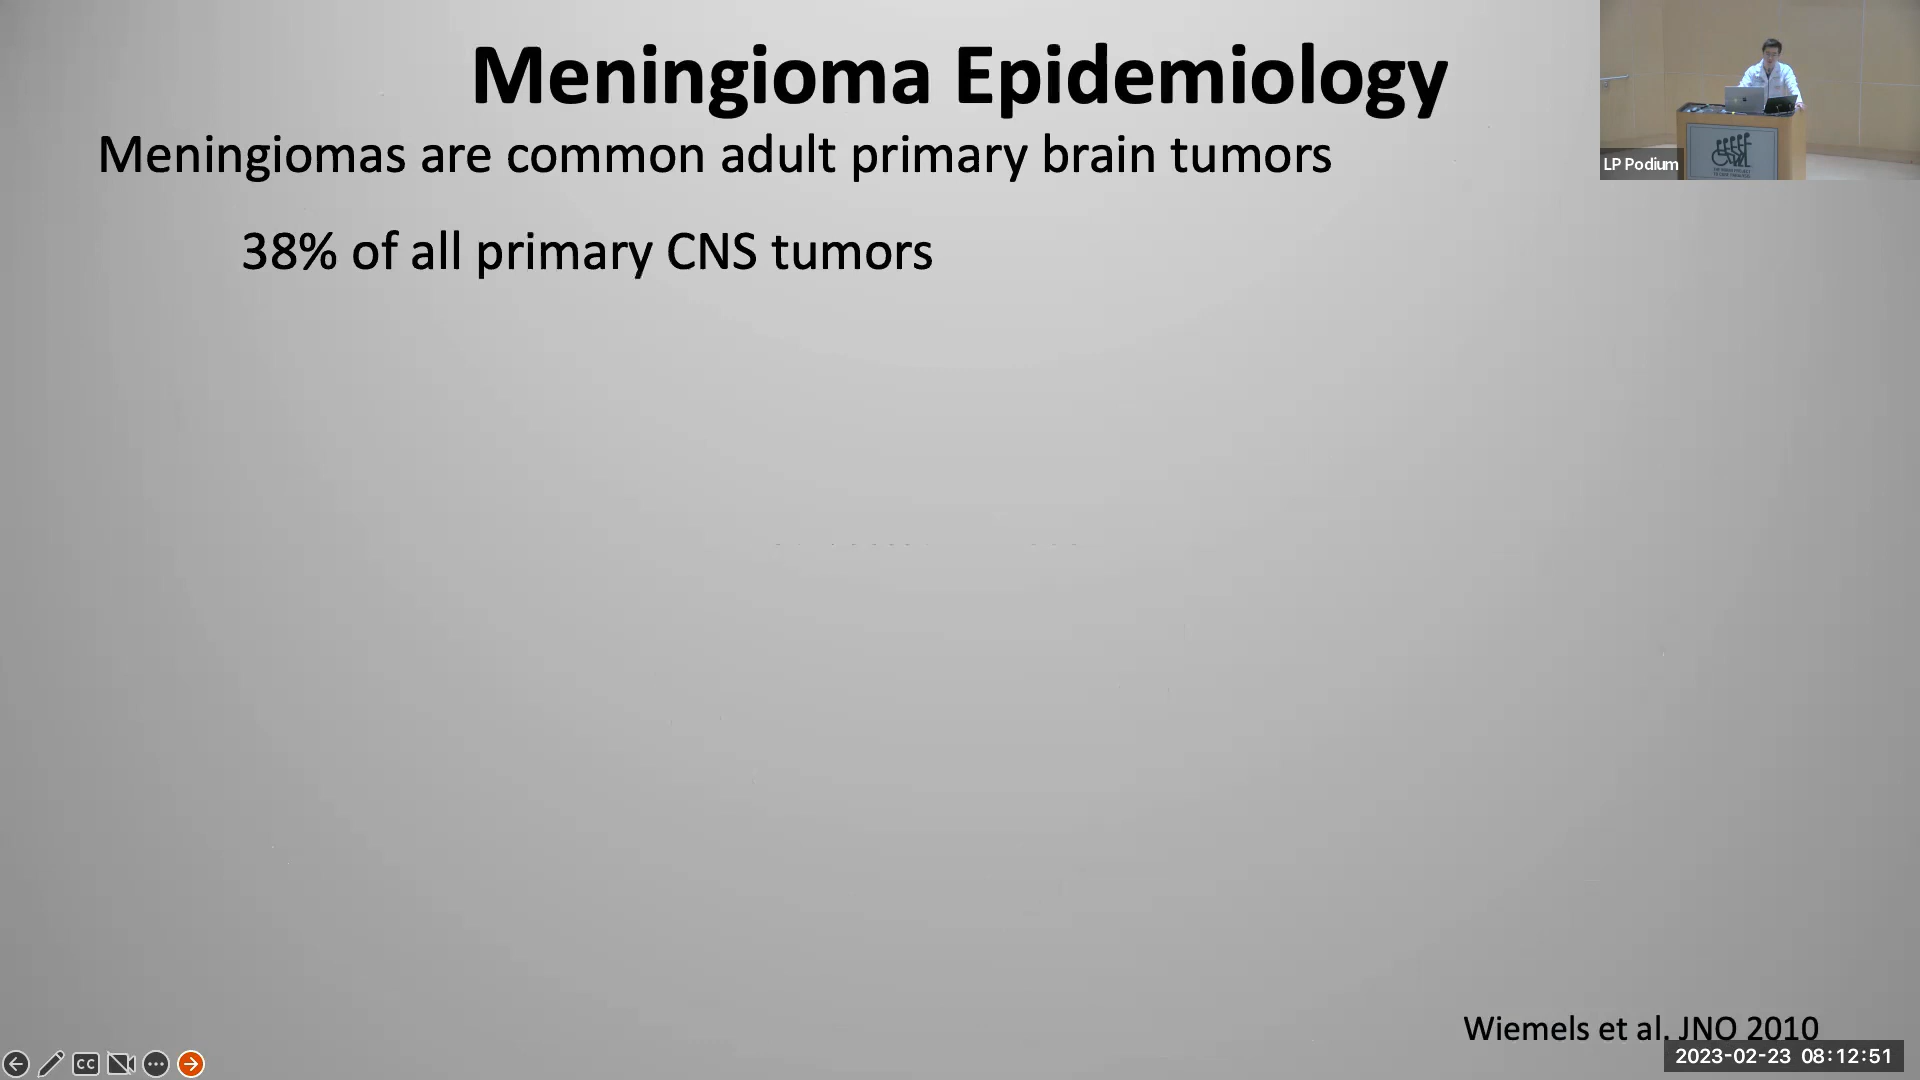 Meningioma Epidemiology
Meningiomas are common adult primary brain tumors
38% of all primary CNS tumors
LP Podium
Wiemels et al. JNO 2010
CC
2023-02-23 08:12:51